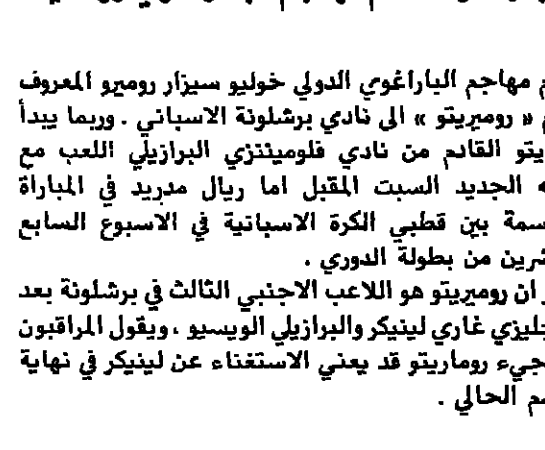 م مهاجم الباراغوي الدولي خوليو سيزار روميرو المعروف
م « روميريتو » الى نادي برشلونة الاسباني . وربما يبدأ
يتو القادم من نادي فلومينتزي البرازيلي اللعب مع
ه الجديد السبت المقبل اما ريال مدريد في المباراة
سمة بين قطبي الكرة الاسبانية في الاسبوع السابع
شرين من بطولة الدوري .
ر ان روميريتو هو اللاعب الاجنبي الثالث في برشلونة بعد
جليزي غاري لينيكر والبرازيلي الويسيو ، ويقول المراقبون
جيء روماريتو قد يعني الاستغناء عن لينيكر في نهاية
سم الحالي .